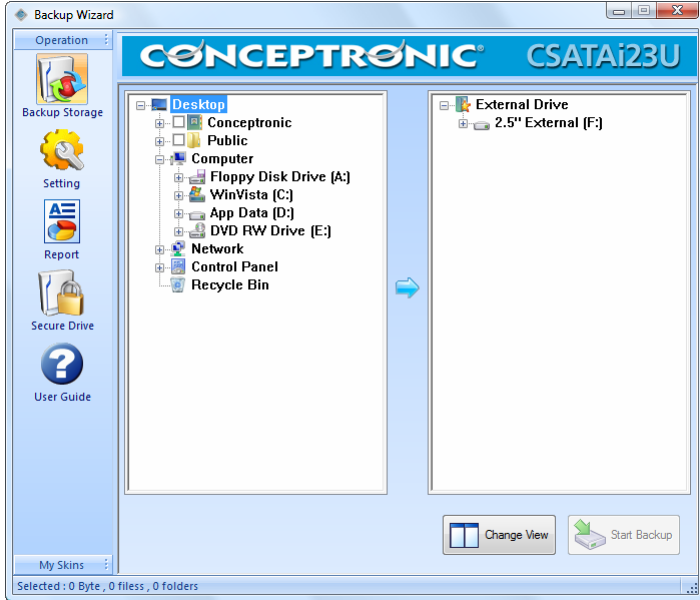 Backup Wizard
Operation
Backup Storage
Setting
Report
Secure Drive
User Guide
My Skins
CONCEPTRONIC® CSATAi23U
Desktop
Conceptronic
Public
Computer
Floppy Disk Drive (A:)
WinVista (C:)
App Data (D:)
DVD RW Drive (E:)
Network
Control Panel
Recycle Bin
External Drive
2.5" External (F:)
Change View
Start Backup
Selected : 0 Byte , 0 filess , 0 folders